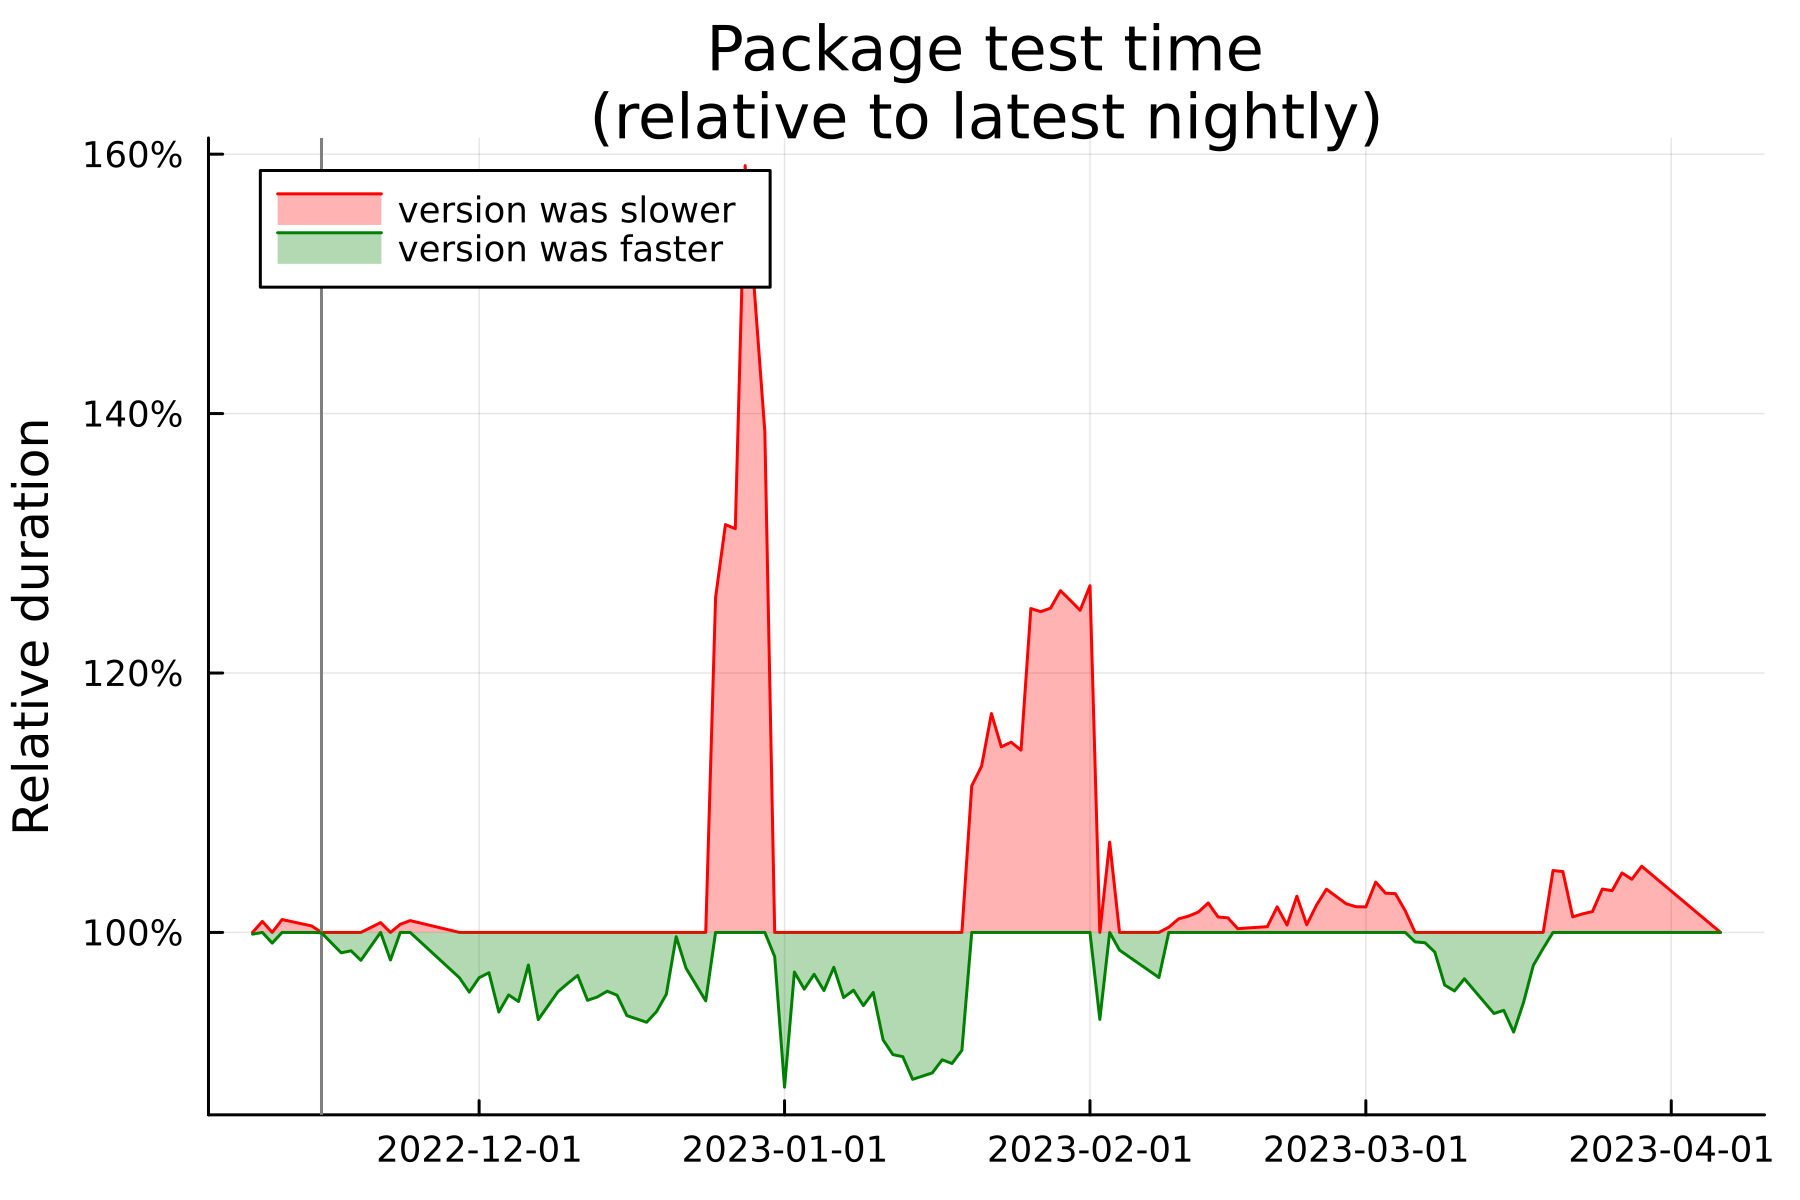 Package test time
(relative to latest nightly)
160%
version was slower
version was faster
140%
120%
100%
Relative duration
2022-12-01
2023-01-01
2023-02-01
2023-03-01
2023-04-01